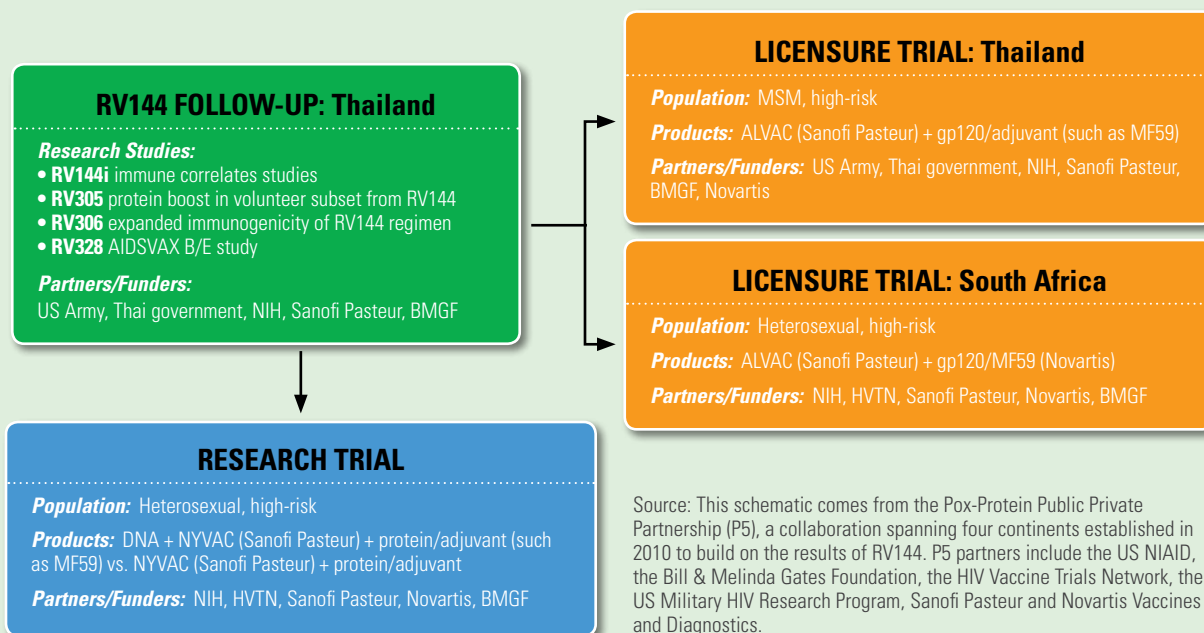 RV144 FOLLOW-UP: Thailand
Research Studies:
• RV144i immune correlates studies
• RV305 protein boost in volunteer subset from RV144
• RV306 expanded immunogenicity of RV144 regimen
• RV328 AIDSVAX B/E study
Partners/Funders:
US Army, Thai government, NIH, Sanofi Pasteur, BMGF
LICENSURE TRIAL: Thailand
Population: MSM, high-risk
Products: ALVAC (Sanofi Pasteur) + gp120/adjuvant (such as MF59)
Partners/Funders: US Army, Thai government, NIH, Sanofi Pasteur,
BMGF, Novartis
LICENSURE TRIAL: South Africa
Population: Heterosexual, high-risk
Products: ALVAC (Sanofi Pasteur) + gp120/MF59 (Novartis)
Partners/Funders: NIH, HVTN, Sanofi Pasteur, Novartis, BMGF
RESEARCH TRIAL
Population: Heterosexual, high-risk
Products: DNA + NYVAC (Sanofi Pasteur) + protein/adjuvant (such
as MF59) vs. NYVAC (Sanofi Pasteur) + protein/adjuvant
Partners/Funders: NIH, HVTN, Sanofi Pasteur, Novartis, BMGF
Source: This schematic comes from the Pox-Protein Public Private
Partnership (P5), a collaboration spanning four continents established in
2010 to build on the results of RV144. P5 partners include the US NIAID,
the Bill & Melinda Gates Foundation, the HIV Vaccine Trials Network, the
US Military HIV Research Program, Sanofi Pasteur and Novartis Vaccines
and Diagnostics.